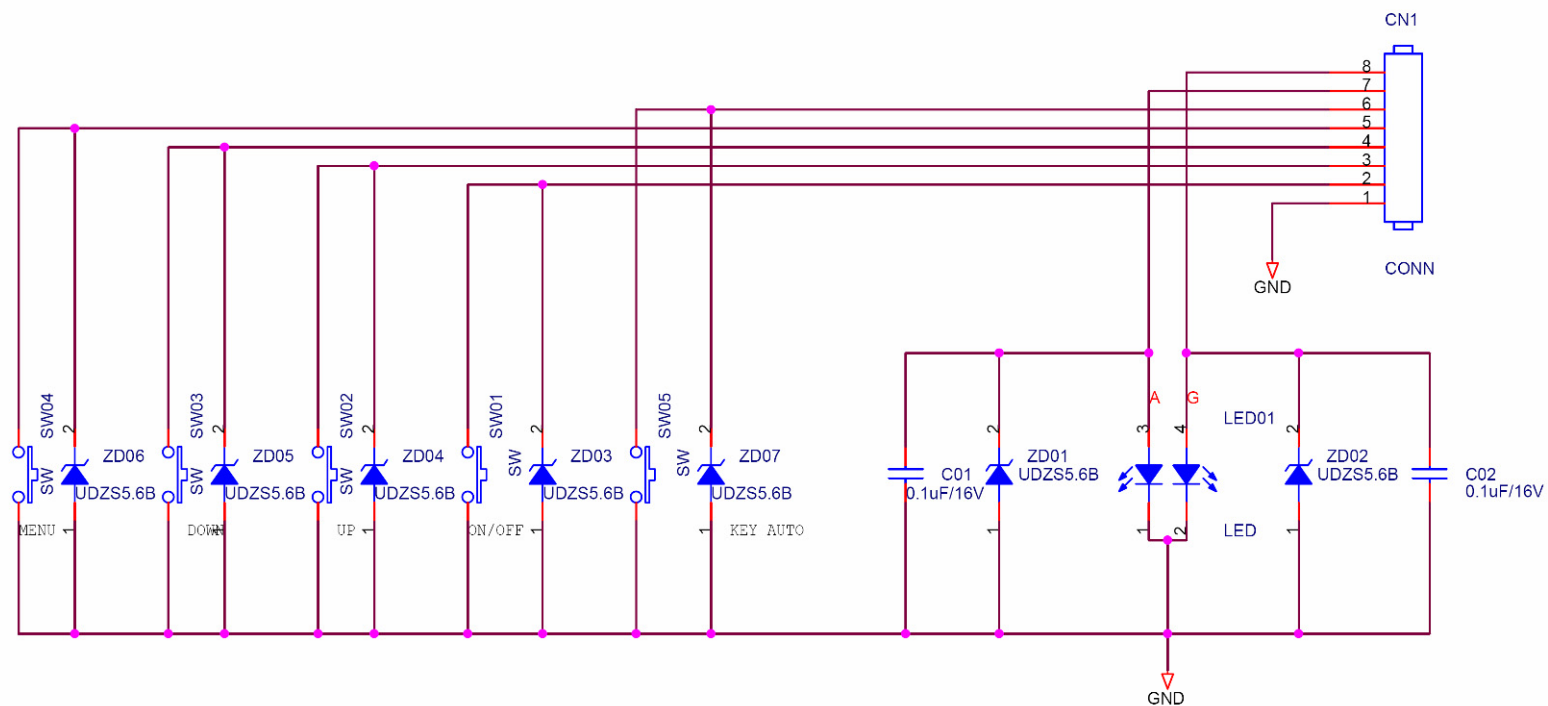 CN1
8
7
6
5
4
3
2
1
CONN
GND
SW04
2
SW03
2
SW02
2
SW01
2
SW05
2
A
G
LED01
2
3
4
2
SW
ZD06
UDZS5.6B
SW
ZD05
UDZS5.6B
SW
ZD04
UDZS5.6B
SW
ZD03
UDZS5.6B
SW
ZD07
UDZS5.6B
C01
0.1uF/16V
ZD01
UDZS5.6B
ZD02
UDZS5.6B
C02
0.1uF/16V
MENU
1
DOWN
1
UP
1
ON/OFF
1
1
KEY AUTO
1
1
2
LED
1
GND